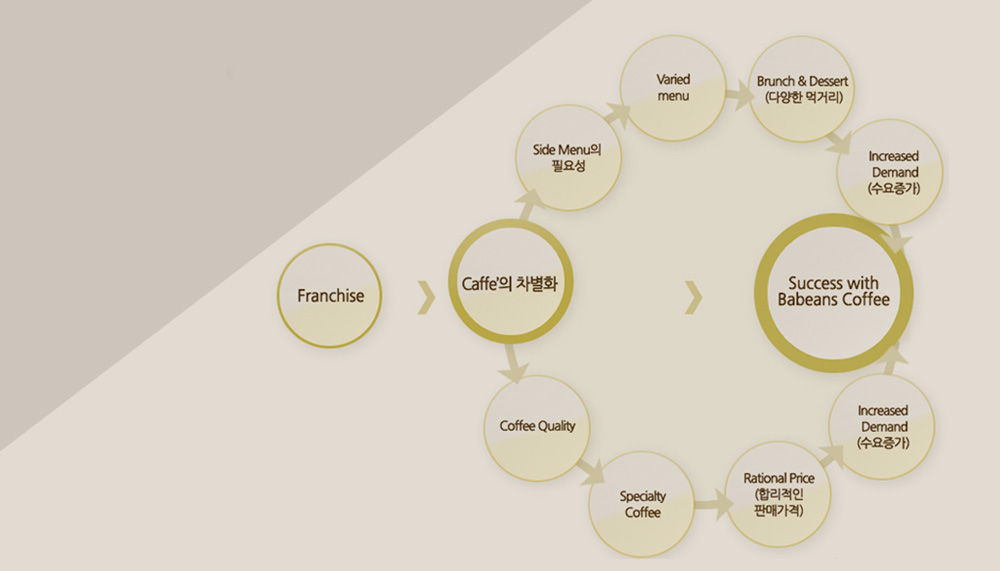 Franchise
Caffe'의 차별화
Side Menu의
필요성
Varied
menu
Brunch & Dessert
(다양한 먹거리)
Increased
Demand
(수요증가)
Success with
Babeans Coffee
Coffee Quality
Specialty
Coffee
Rational Price
(합리적인
판매가격)
Increased
Demand
(수요증가)